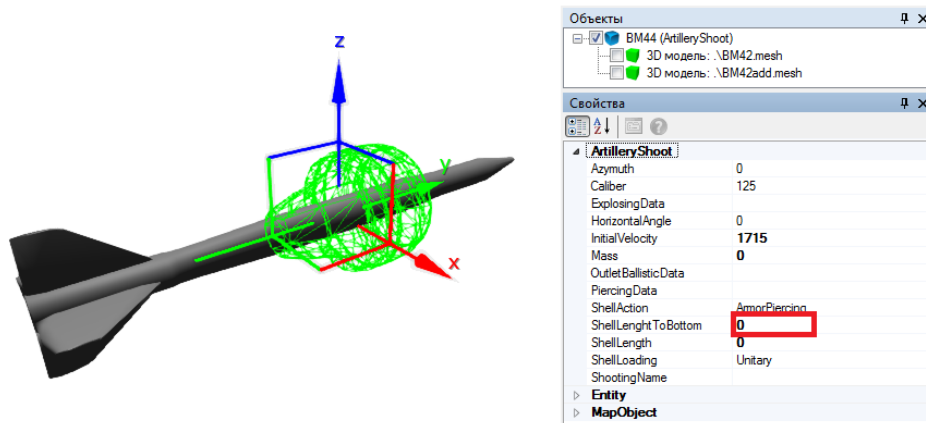 z
y
x
Объекты
BM44 (ArtilleryShoot)
3D модель: .\BM42.mesh
3D модель: .\BM42add.mesh
Свойства
ArtilleryShoot
Azymuth 0
Caliber 125
ExplosingData
HorizontalAngle 0
InitialVelocity 1715
Mass 0
OutletBallisticData
PiercingData
ShellAction ArmorPiercing
ShellLenghtToBottom 0
ShellLength 0
ShellLoading Unitary
ShootingName
Entity
MapObject